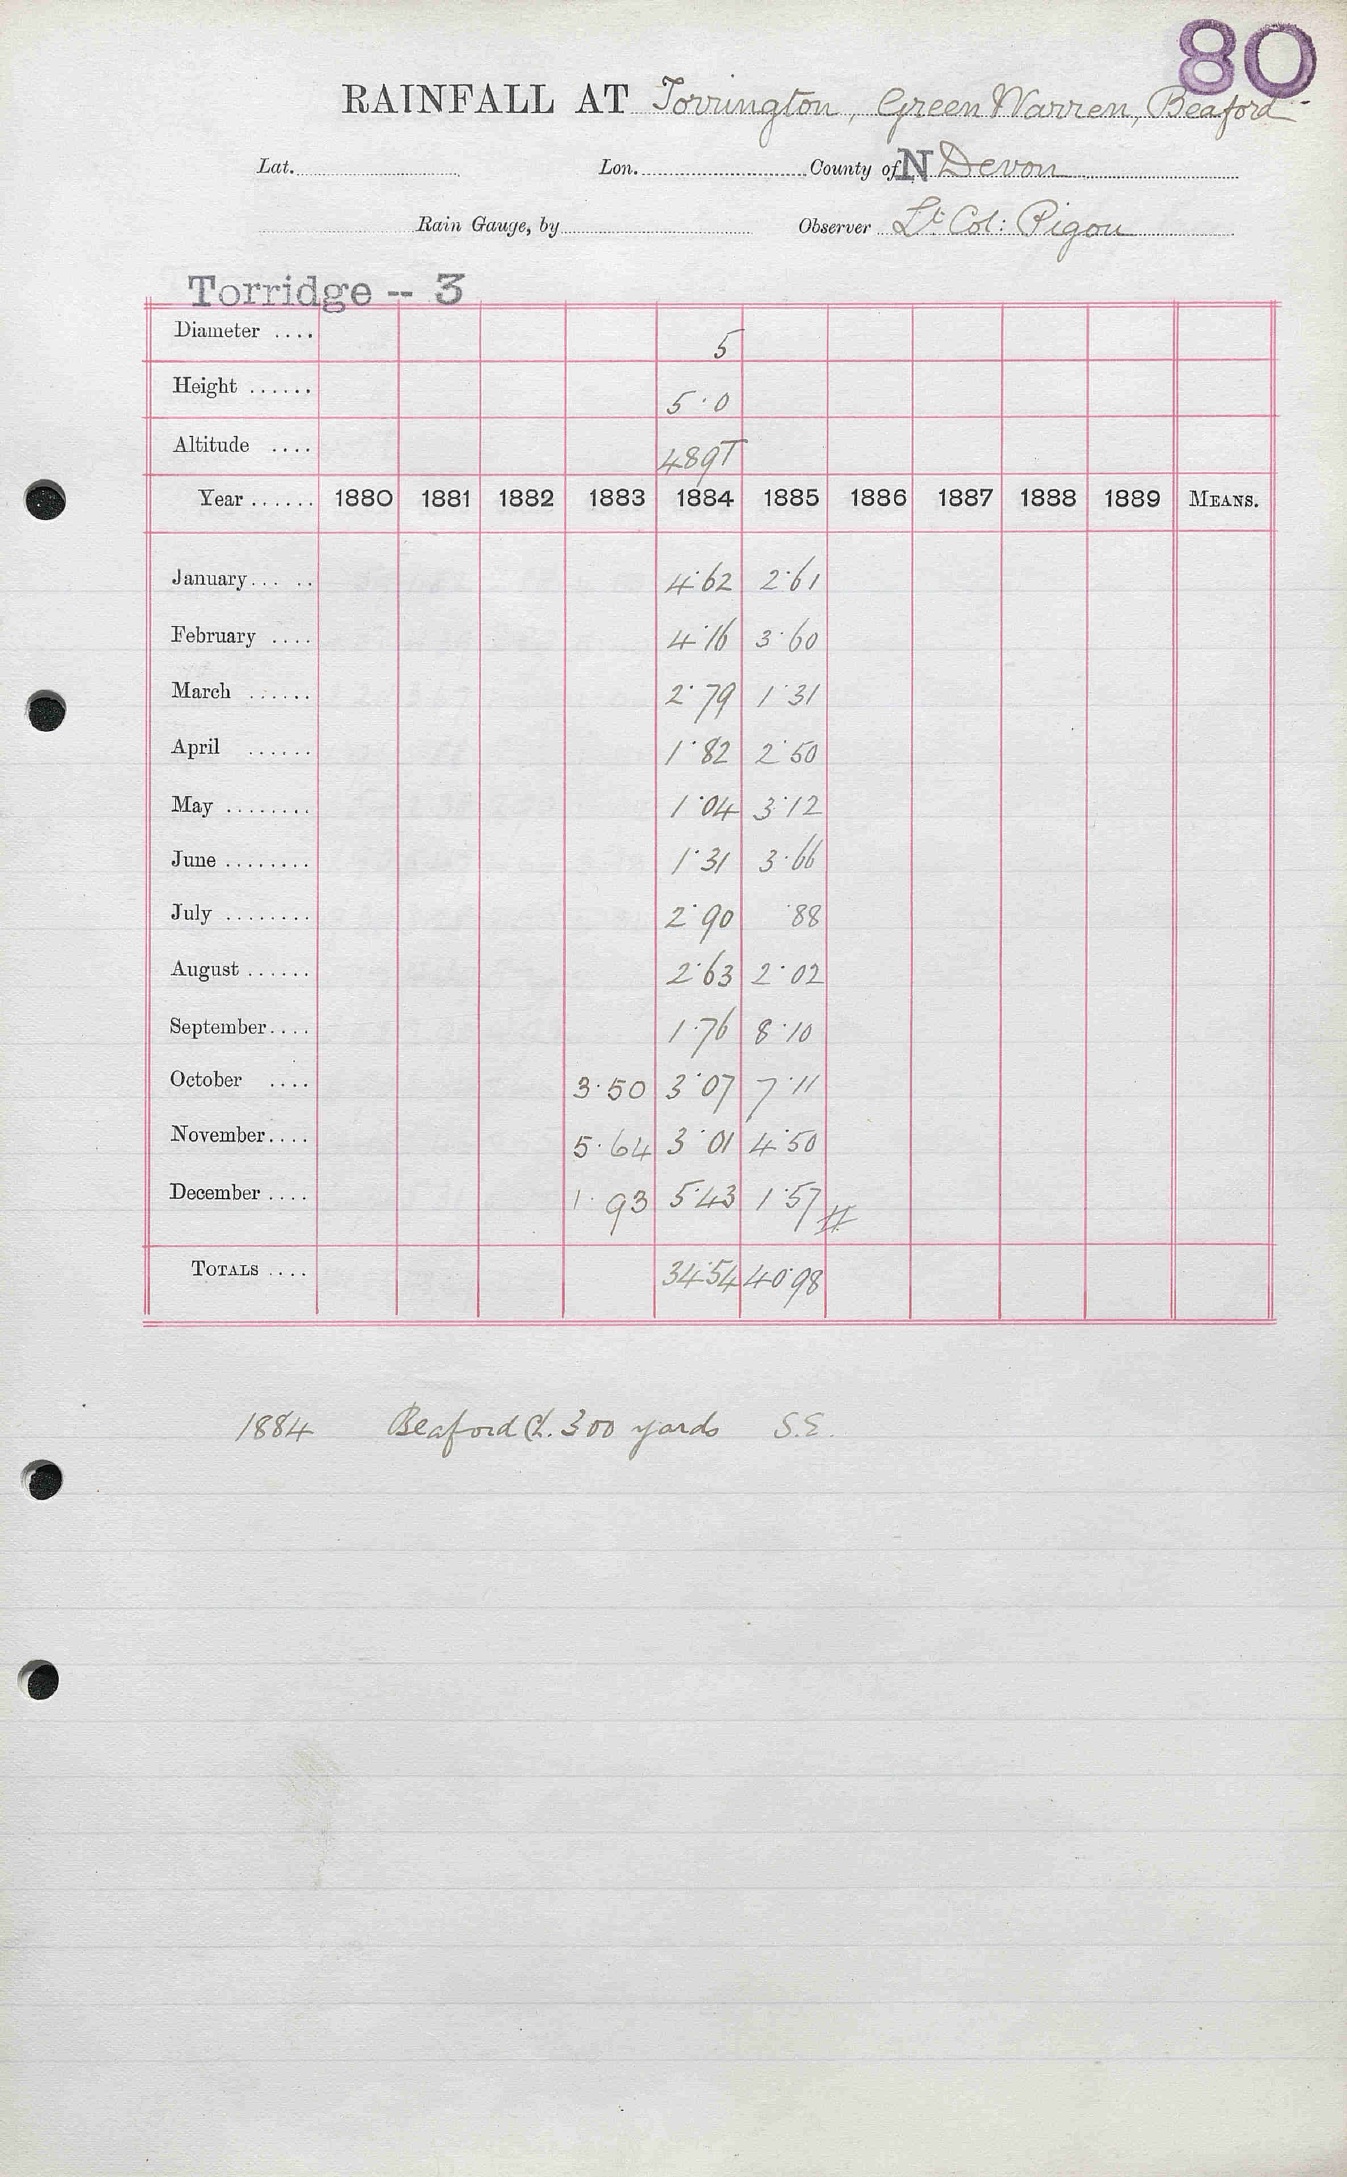 80
RAINFALL AT Torrington, Green Warren, Beaford
Lat. Lon. County of N Devon
Rain Gauge, by Observer Lt Col: Pigou
Torridge -- 3
Diameter .... 5
Height ...... 5·0
Altitude .... 489T
Year ...... 1880 1881 1882 1883 1884 1885 1886 1887 1888 1889 MEANS.
January... .. 4·62 2·61
February .... 4·16 3·60
March ...... 2·79 1·31
April ...... 1·82 2·50
May ........ 1·04 3·12
June ........ 1·31 3·66
July ........ 2·90 ·88
August ...... 2·63 2·02
September.... 1·76 8·10
October .... 3·50 3·07 7·11
November.... 5·64 3·01 4·50
December .... 1·93 5·43 1·57
TOTALS .... 34·54 40·98
1884 Beaford Ch. 300 yards S.E.